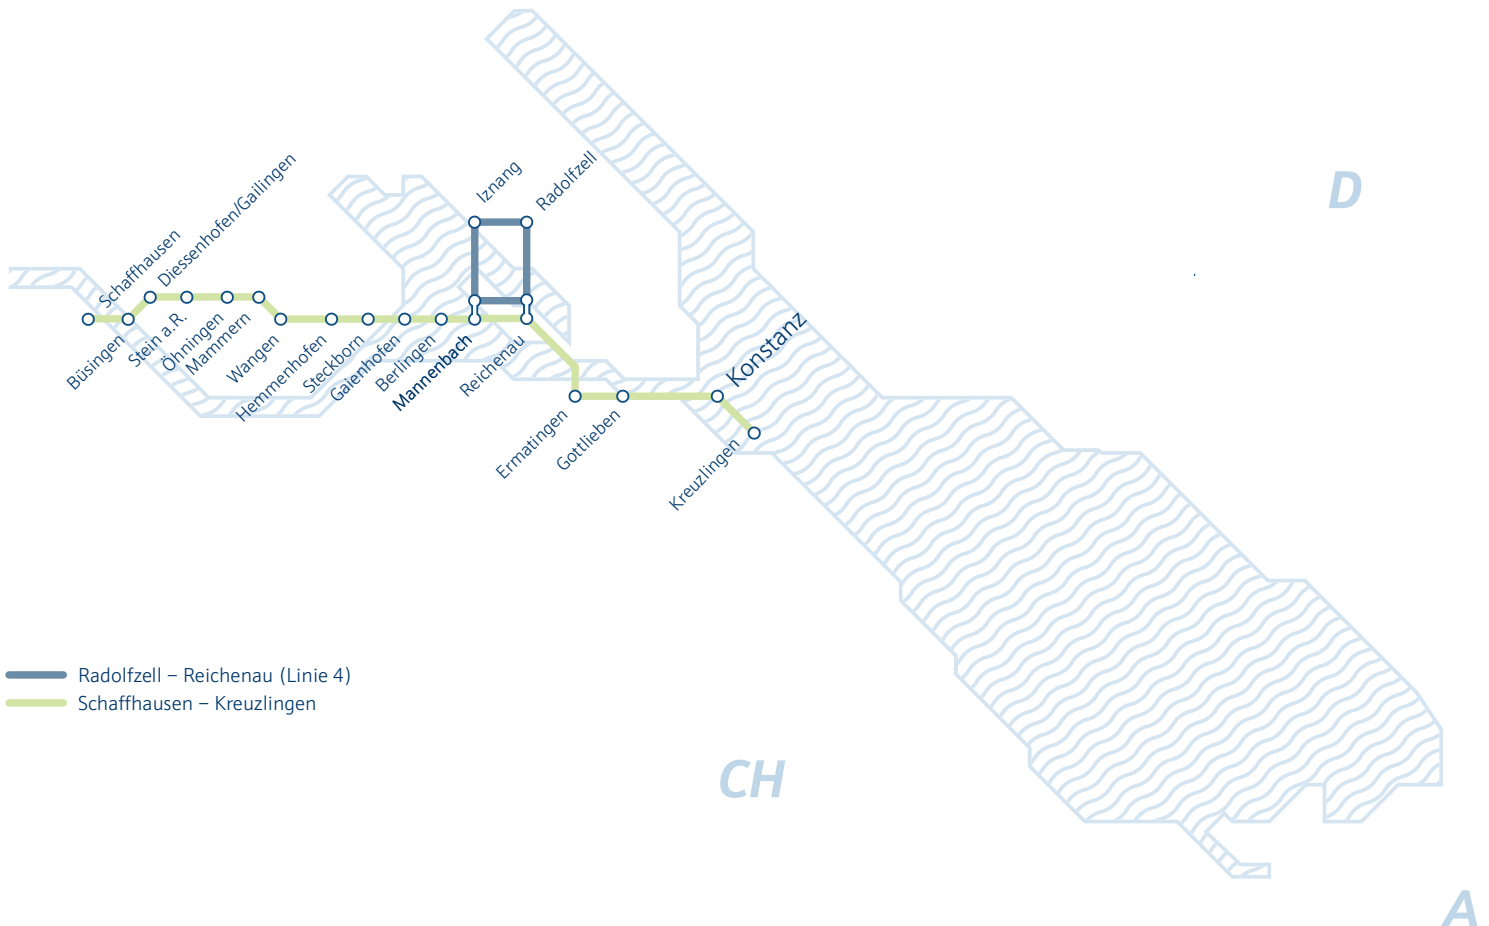 D
Iznang
Radolfzell
Schaffhausen
Diessenhofen/Gailingen
Büsingen
Stein a.R.
Öhningen
Mammern
Wangen
Hemmenhofen
Steckborn
Gaienhofen
Berlingen
Mannenbach
Reichenau
Ermatingen
Gottlieben
Konstanz
Kreuzlingen
Radolfzell – Reichenau (Linie 4)
Schaffhausen – Kreuzlingen
CH
A